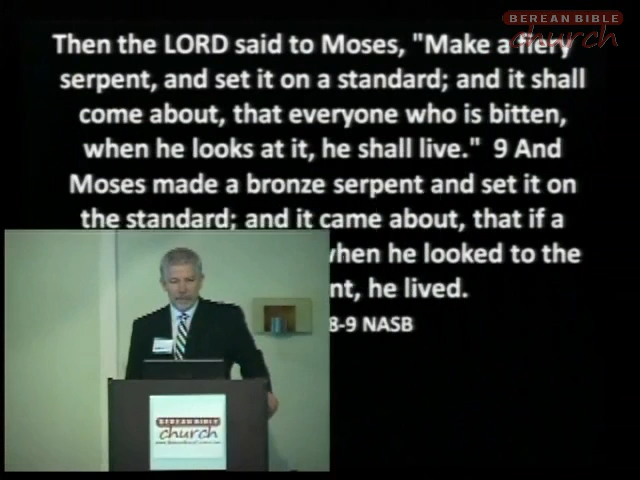 BEREAN BIBLE
church
Then the LORD said to Moses, "Make a fiery
serpent, and set it on a standard; and it shall
come about, that everyone who is bitten,
when he looks at it, he shall live."  9 And
Moses made a bronze serpent and set it on
the standard; and it came about, that if a
when he looked to the
nt, he lived.
8-9 NASB
BEREAN BIBLE
church